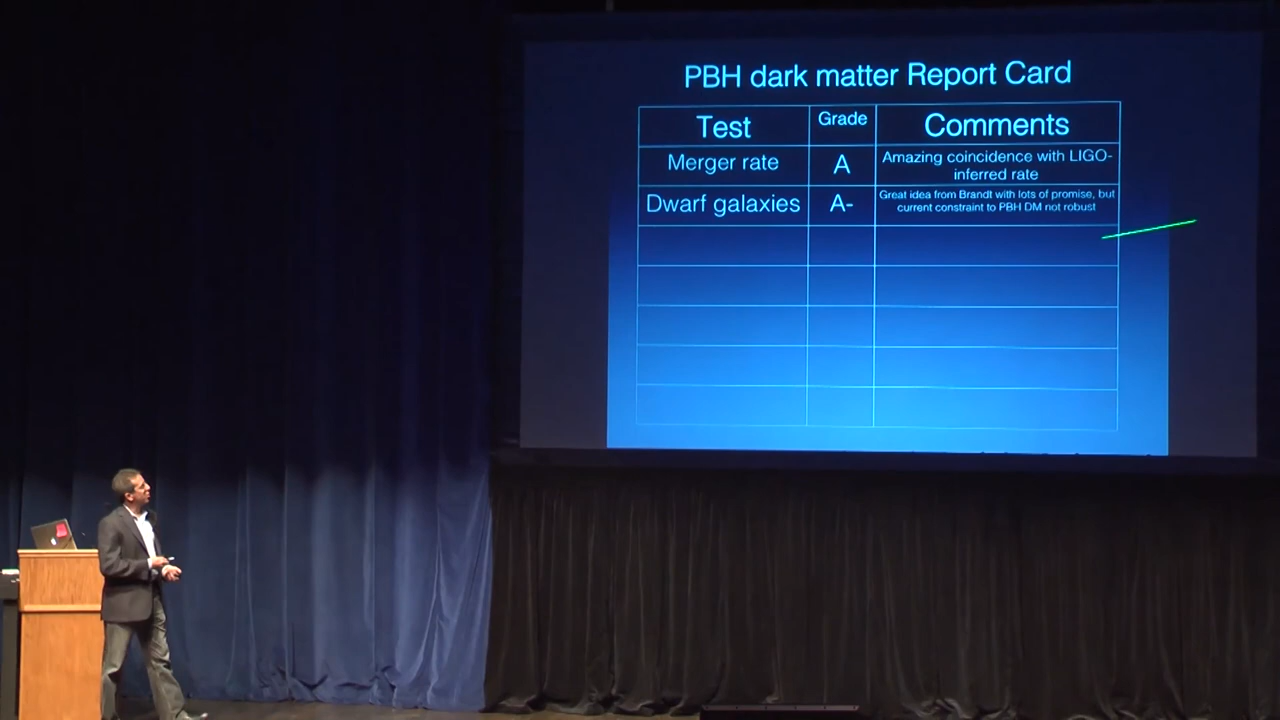 PBH dark matter Report Card
Test Grade Comments
Merger rate A Amazing coincidence with LIGO-
inferred rate
Dwarf galaxies A- Great idea from Brandt with lots of promise, but
current constraint to PBH DM not robust